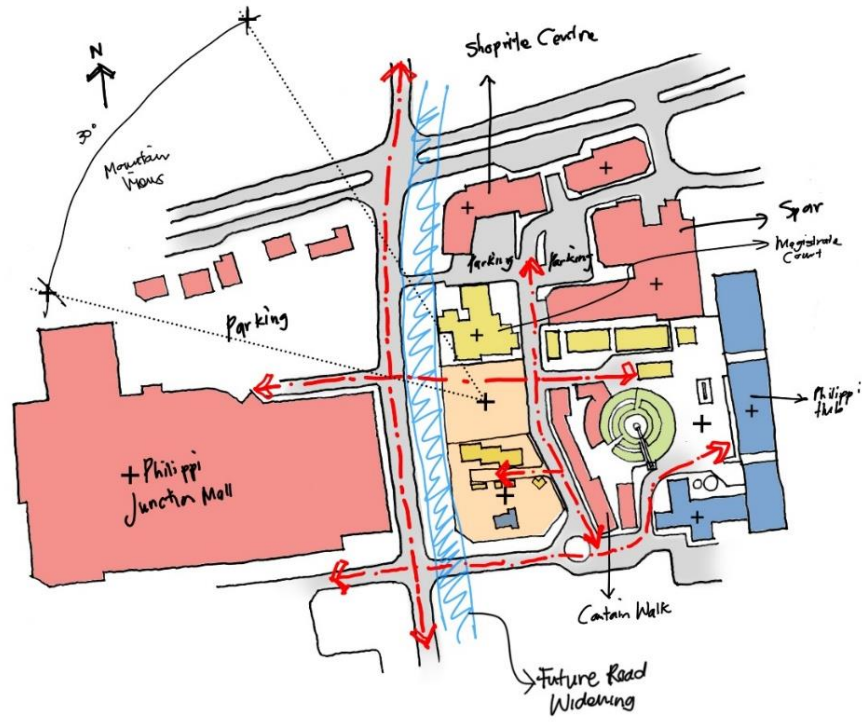 Shoprite Centre
N
30°
Mountain
Views
Spar
Magistrate
Court
Parking
Parking
Parking
Philippi
Hub
Philippi
Junction Mall
Contain Walk
Future Road
Widening